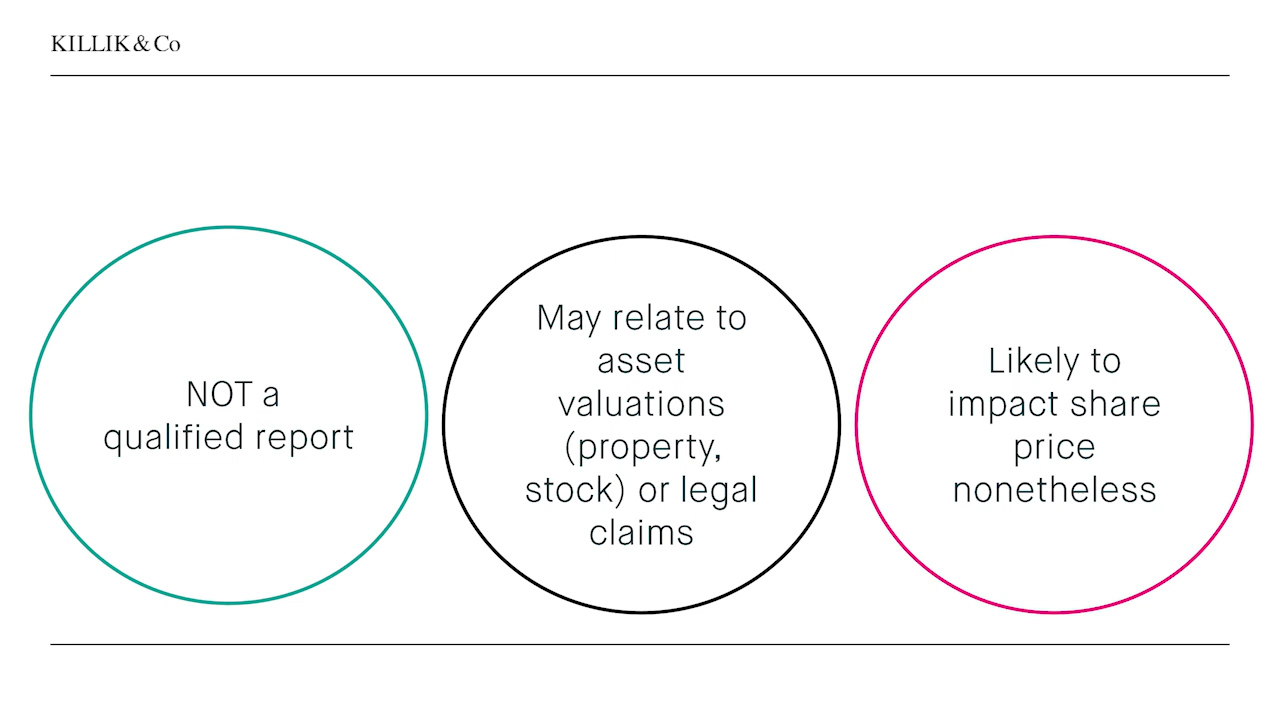 KILLIK & Co
NOT a
qualified report
May relate to
asset
valuations
(property,
stock) or legal
claims
Likely to
impact share
price
nonetheless